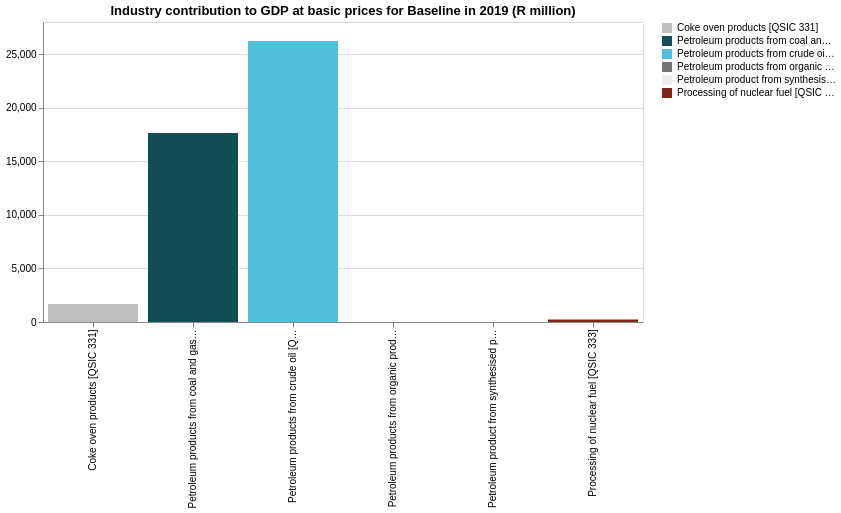 Industry contribution to GDP at basic prices for Baseline in 2019 (R million)
25,000
20,000
15,000
10,000
5,000
0
Coke oven products [QSIC 331]
Petroleum products from coal and gas…
Petroleum products from crude oil [Q…
Petroleum products from organic prod…
Petroleum product from synthesised p…
Processing of nuclear fuel [QSIC 333]
Coke oven products [QSIC 331]
Petroleum products from coal an…
Petroleum products from crude oi…
Petroleum products from organic …
Petroleum product from synthesis…
Processing of nuclear fuel [QSIC …